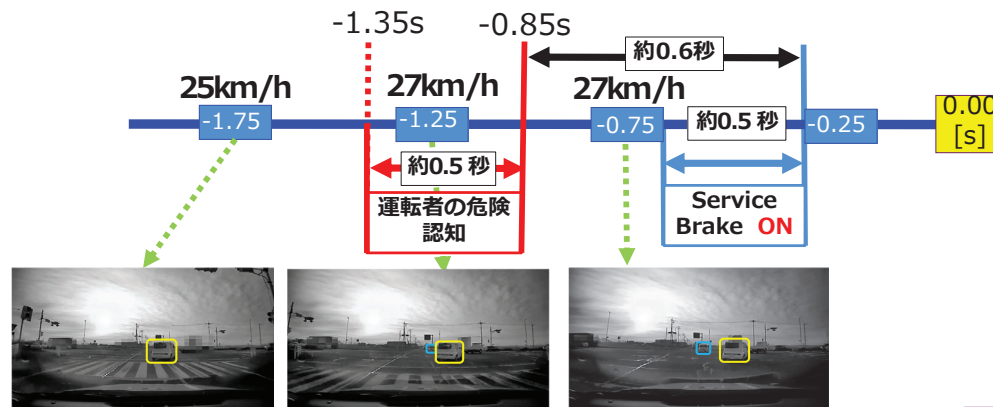 -1.35s
-0.85s
約0.6秒
25km/h
27km/h
27km/h
-1.75
-1.25
-0.75
約0.5 秒
-0.25
0.00
[s]
約0.5 秒
運転者の危険
認知
Service
Brake ON